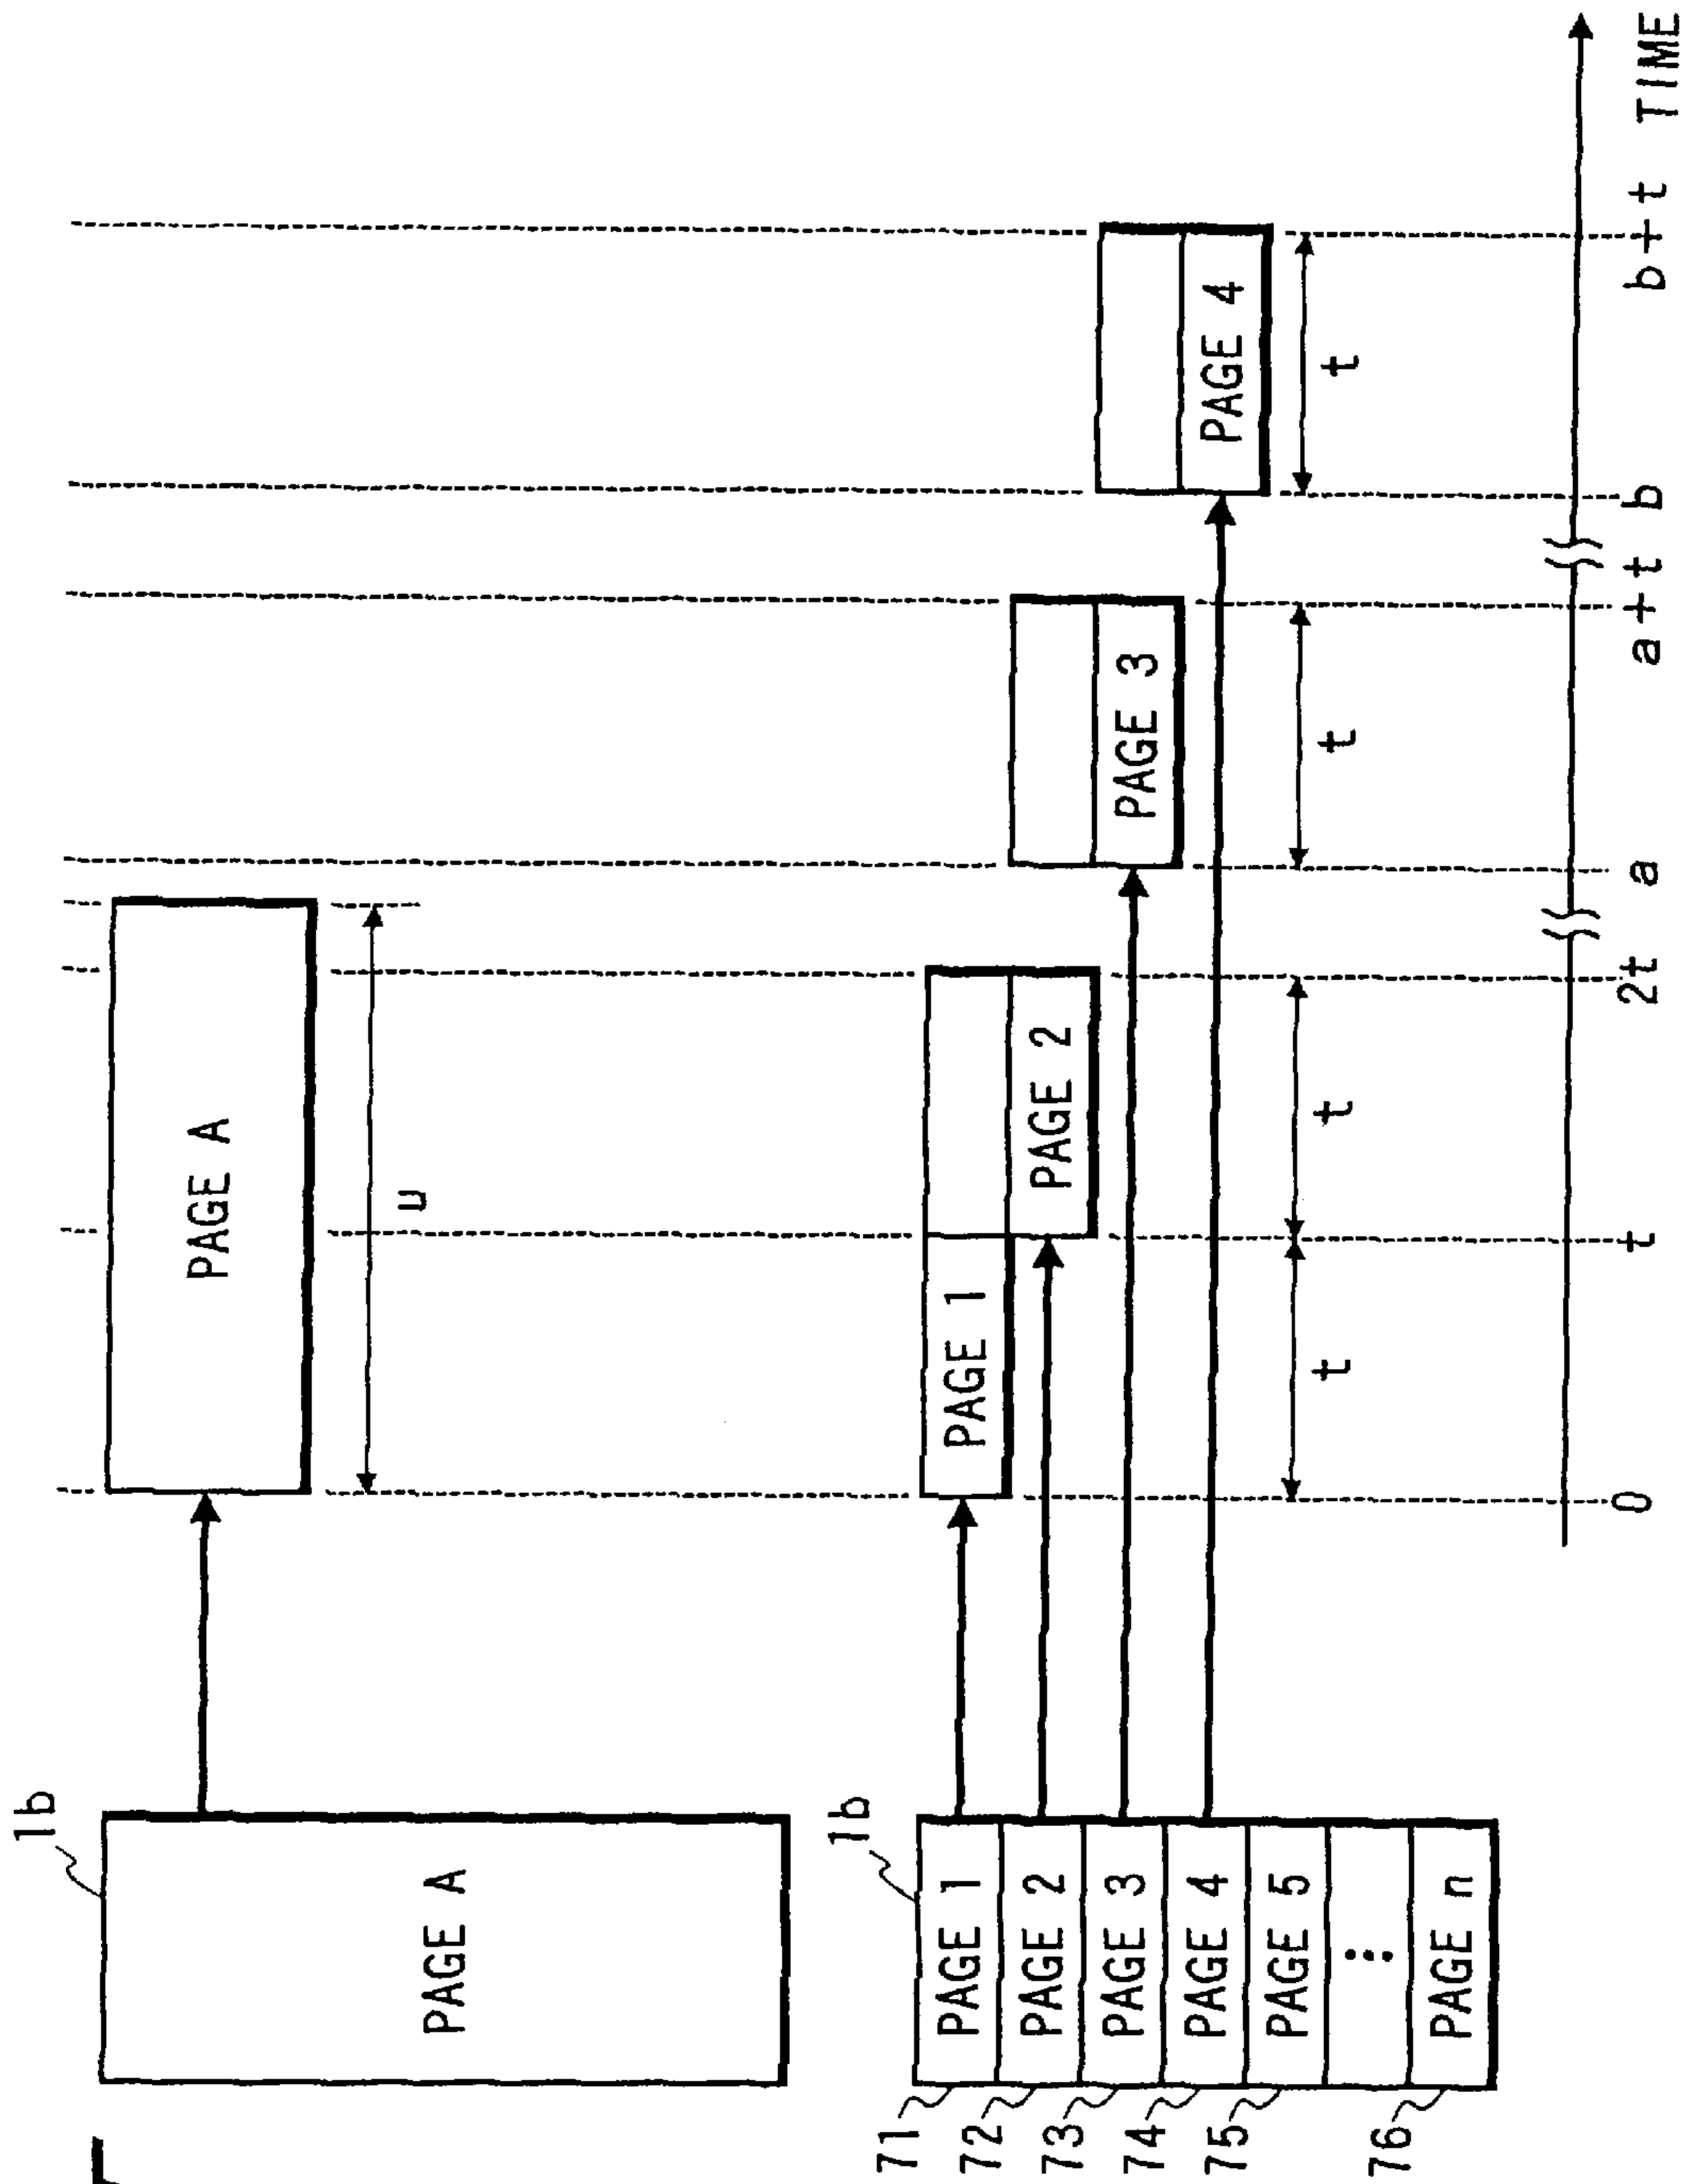 1b
PAGE A
PAGE A
u
1b
71
PAGE 1
PAGE 1
72
PAGE 2
PAGE 2
73
PAGE 3
PAGE 3
74
PAGE 4
PAGE 4
75
PAGE 5
⋮
76
PAGE n
t t t t
0 t 2t a a+t b b+t TIME